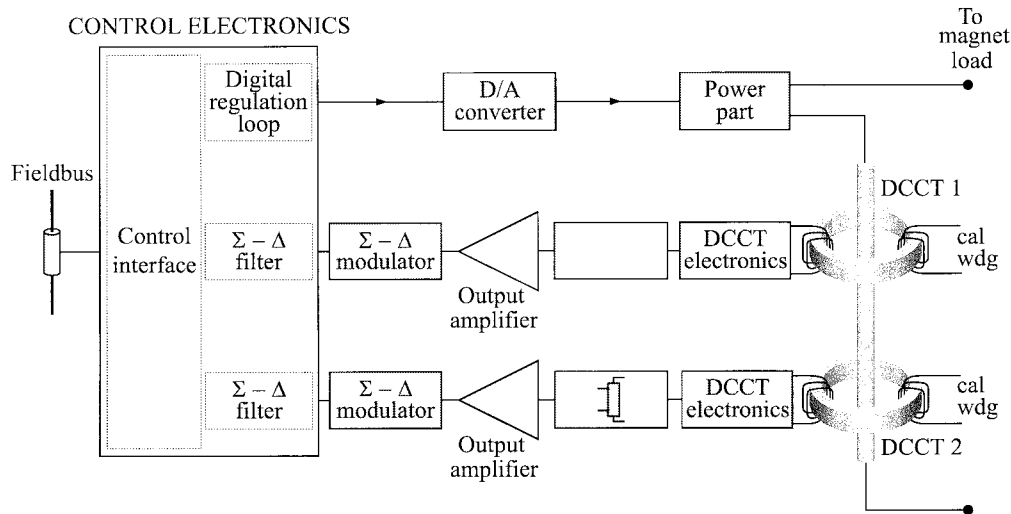 CONTROL ELECTRONICS
To
magnet
load
Digital
regulation
loop
D/A
converter
Power
part
Fieldbus
DCCT 1
Control
interface
Σ – Δ
filter
Σ – Δ
modulator
DCCT
electronics
cal
wdg
Output
amplifier
Σ – Δ
filter
Σ – Δ
modulator
DCCT
electronics
cal
wdg
Output
amplifier
DCCT 2